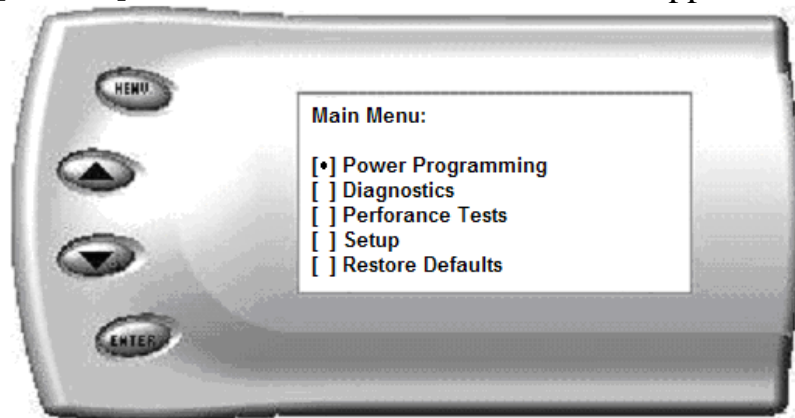 MENU
Main Menu:
[•] Power Programming
[ ] Diagnostics
[ ] Perforance Tests
[ ] Setup
[ ] Restore Defaults
ENTER